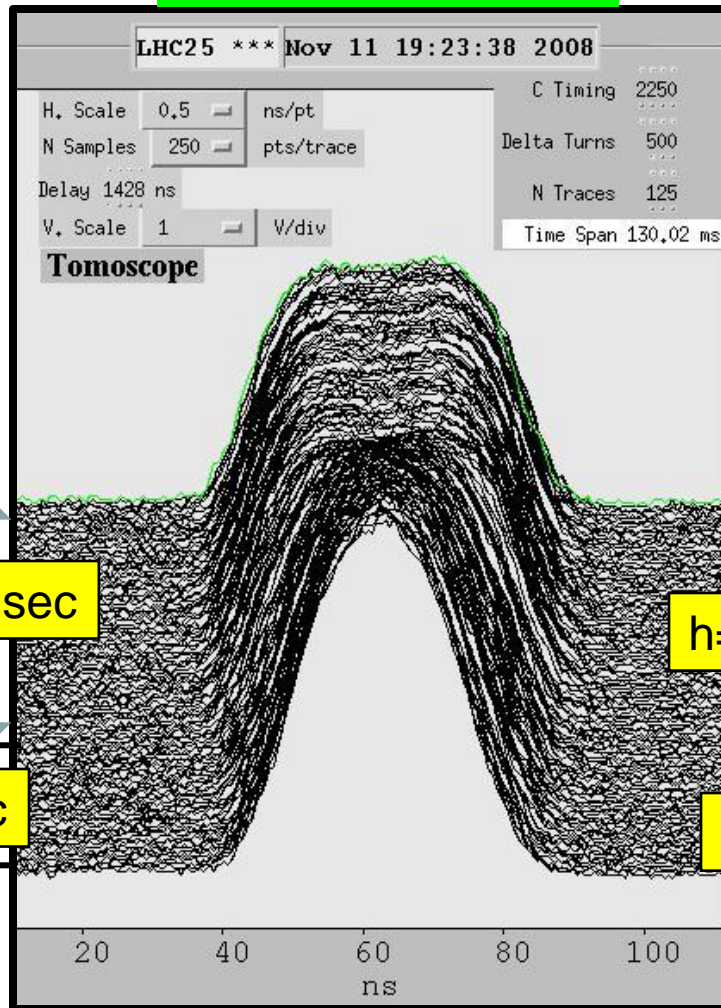 LHC25 *** Nov 11 19:23:38 2008
H. Scale 0.5 ns/pt
N Samples 250 pts/trace
Delay 1428 ns
V. Scale 1 V/div
C Timing 2250
Delta Turns 500
N Traces 125
Time Span 130.02 ms
Tomoscope
sec
h=
c
20 40 60 80 100
ns